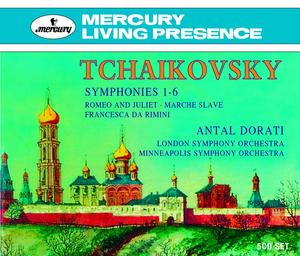 mercury
MERCURY
LIVING PRESENCE
TCHAIKOVSKY
SYMPHONIES 1-6
ROMEO AND JULIET · MARCHE SLAVE
FRANCESCA DA RIMINI
ANTAL DORATI
LONDON SYMPHONY ORCHESTRA
MINNEAPOLIS SYMPHONY ORCHESTRA
5CD SET